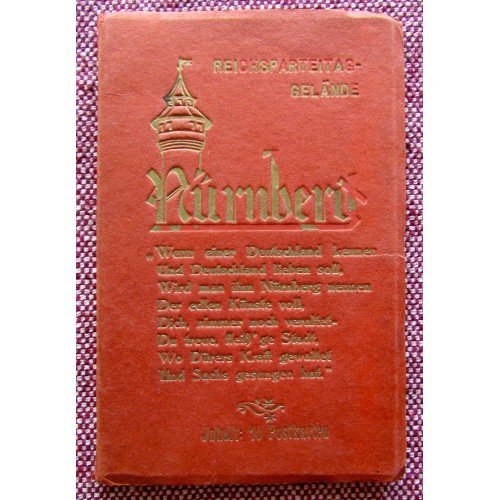 REICHSPARTEITAG-
GELÄNDE
Nürnberg
„Wenn einer Deutschland kennen
Und Deutschland lieben soll,
Wird man ihm Nürnberg nennen
Der edlen Künste voll,
Dich, nimmer noch veraltet-
Du treue, fleiß'ge Stadt,
Wo Dürers Kraft gewaltet
Und Sachs gesungen hat."
Inhalt: 10 Postkarten